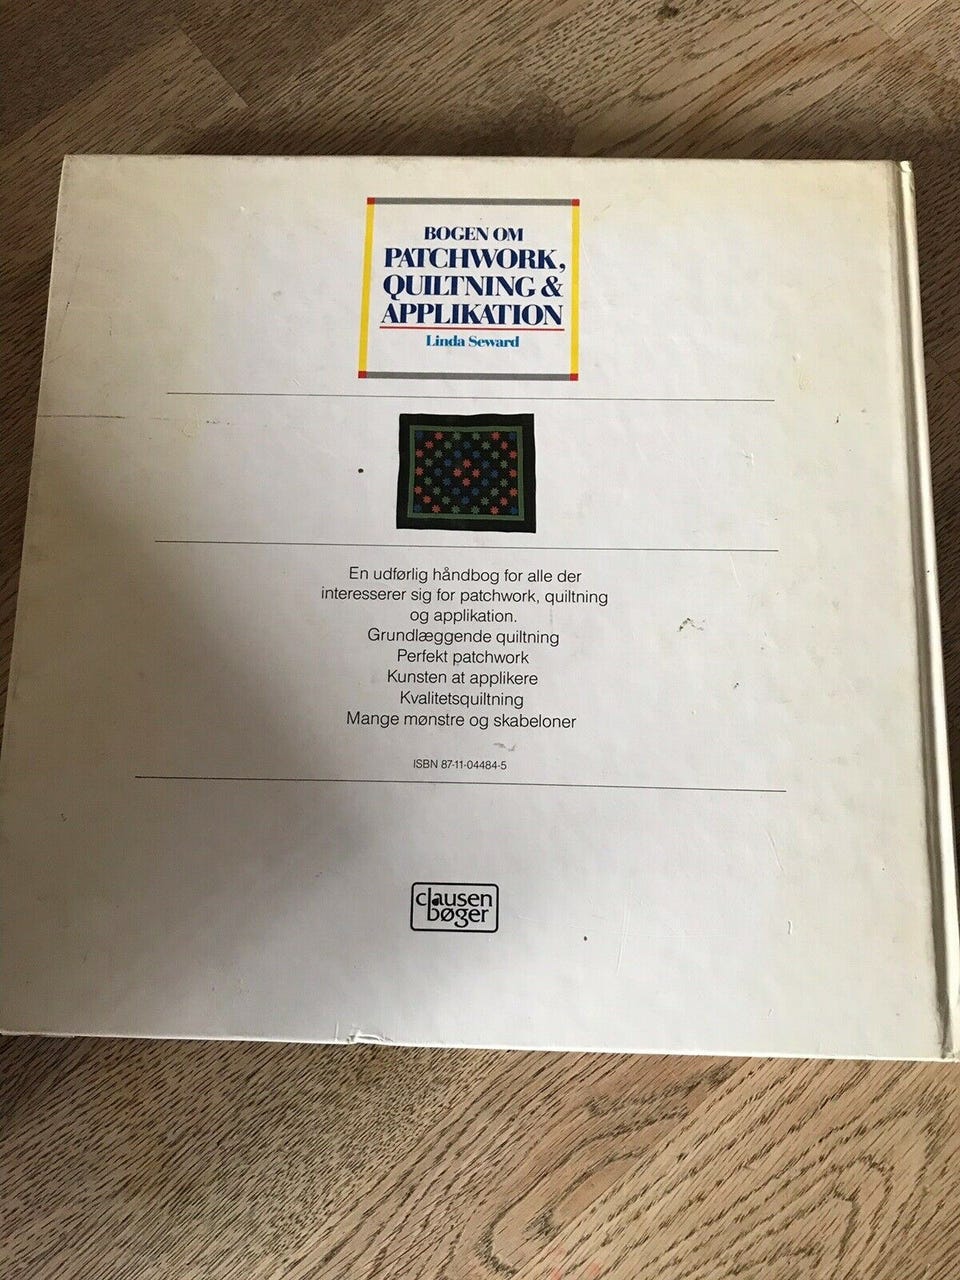 BOGEN OM
PATCHWORK,
QUILTNING &
APPLIKATION
Linda Seward
En udførlig håndbog for alle der
interesserer sig for patchwork, quiltning
og applikation.
Grundlæggende quiltning
Perfekt patchwork
Kunsten at applikere
Kvalitetsquiltning
Mange mønstre og skabeloner
ISBN 87-11-04484-5
clausen
bøger